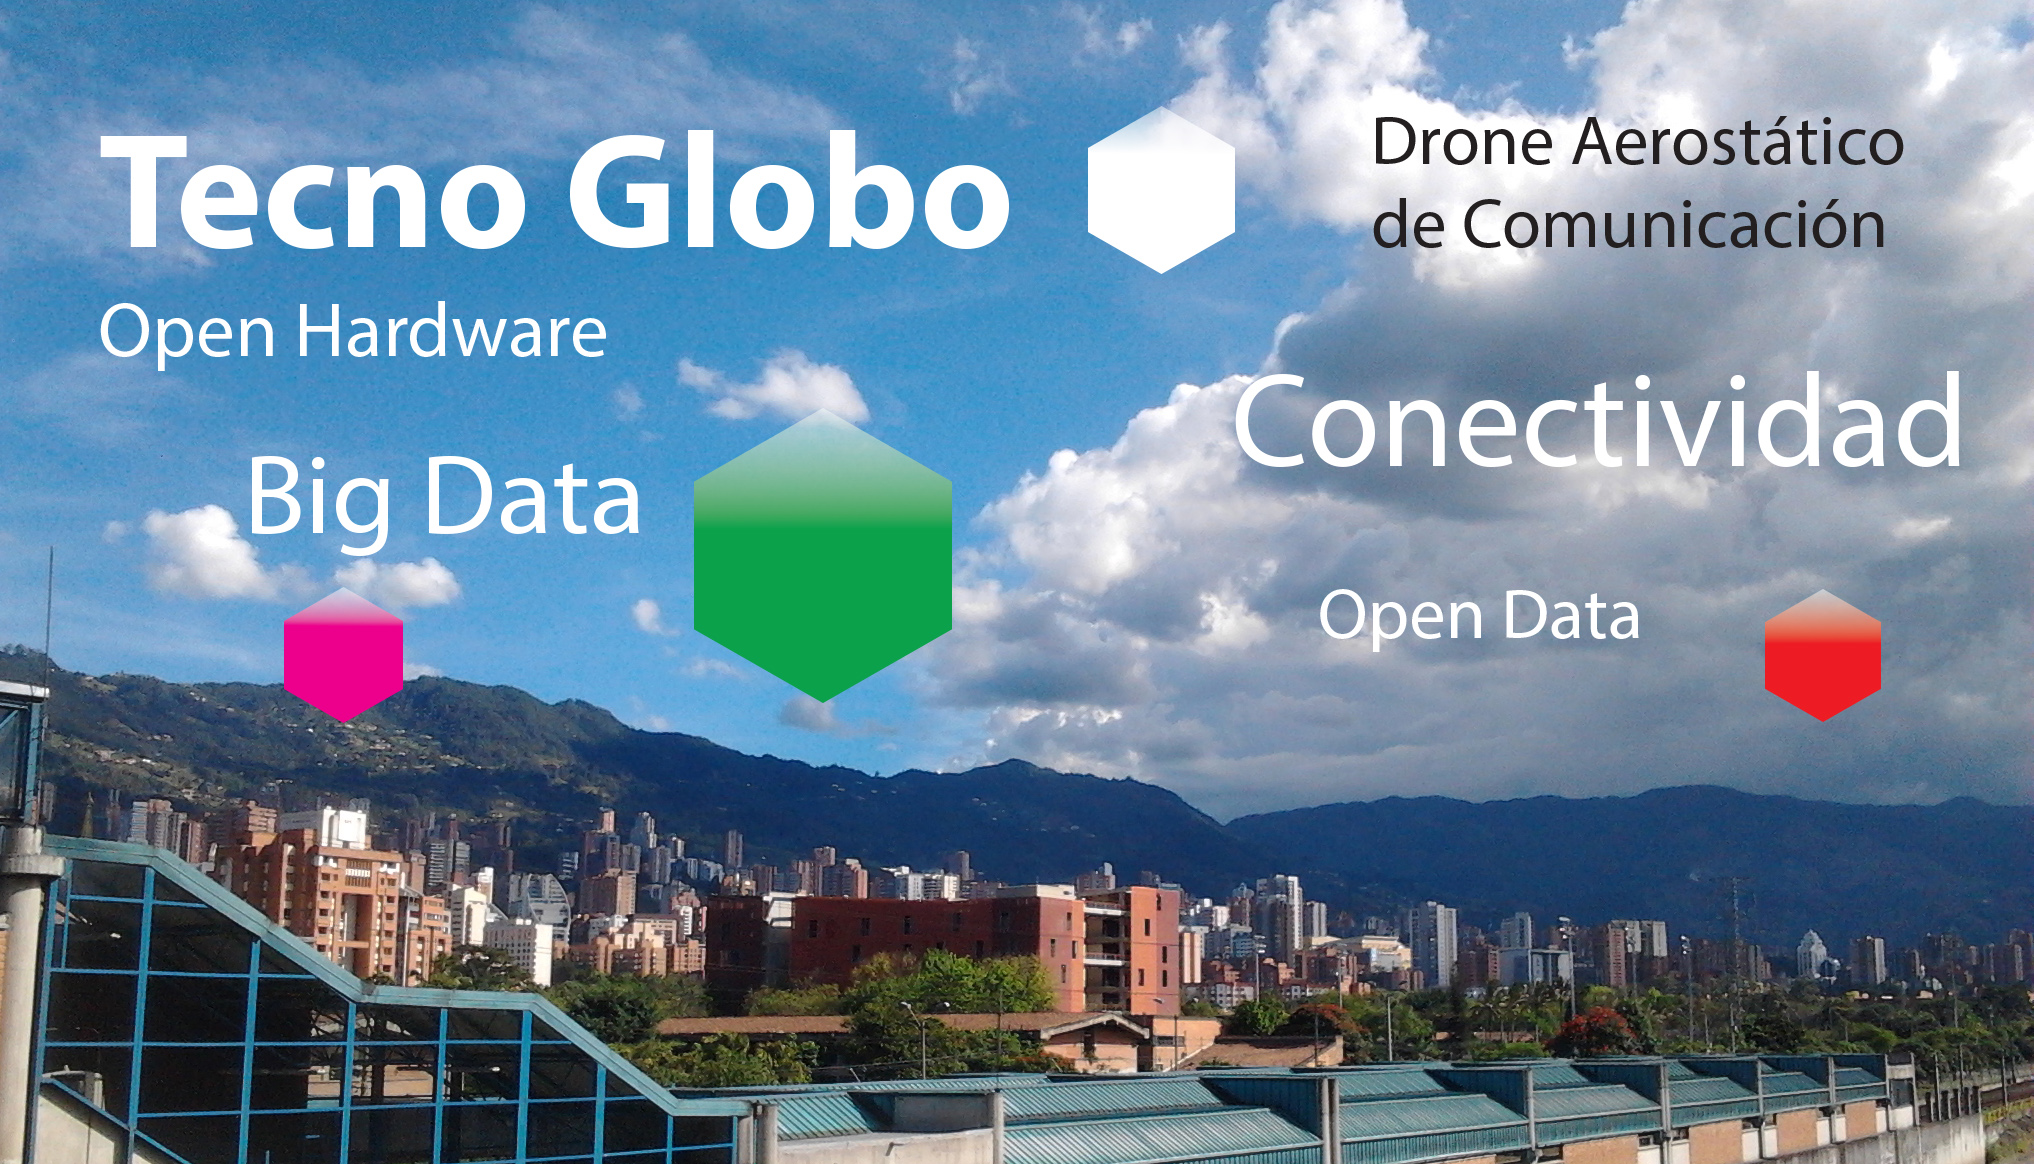 Tecno Globo
Drone Aerostático
de Comunicación
Open Hardware
Conectividad
Big Data
Open Data